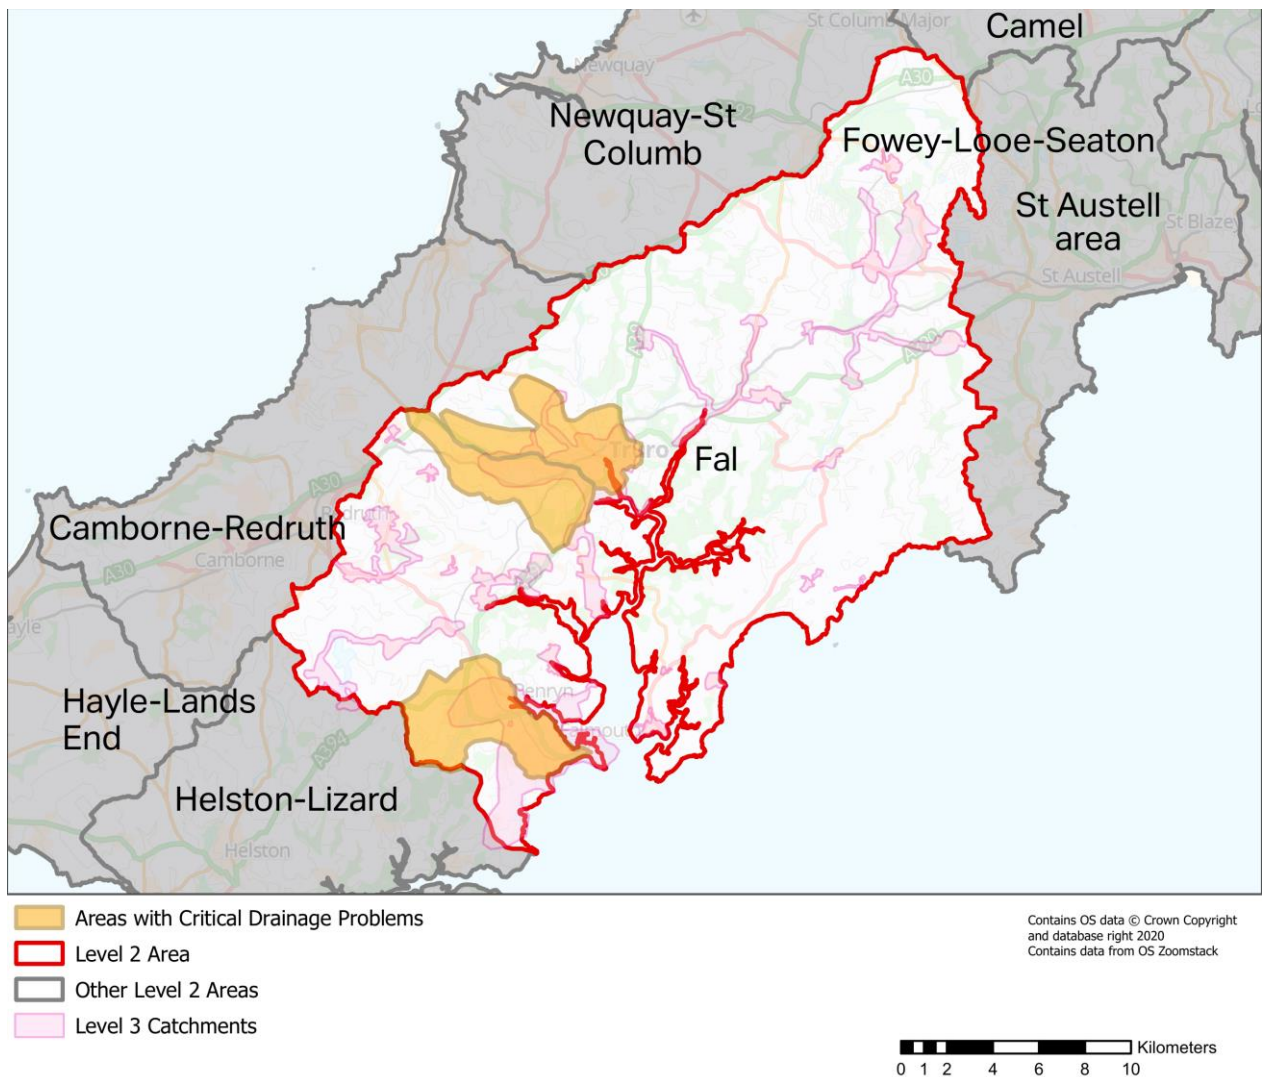 St Columb Major
Camel
Newquay
A30
Newquay-St
Columb
Fowey-Looe-Seaton
St Austell
area
St Blazey
St Austell
Truro
Fal
A30
Redruth
Camborne-Redruth
Camborne
A30
Hayle-Lands
End
Penryn
Falmouth
A394
Helston-Lizard
Helston
Areas with Critical Drainage Problems
Level 2 Area
Other Level 2 Areas
Level 3 Catchments
Contains OS data © Crown Copyright
and database right 2020
Contains data from OS Zoomstack
Kilometers
0 1 2 4 6 8 10